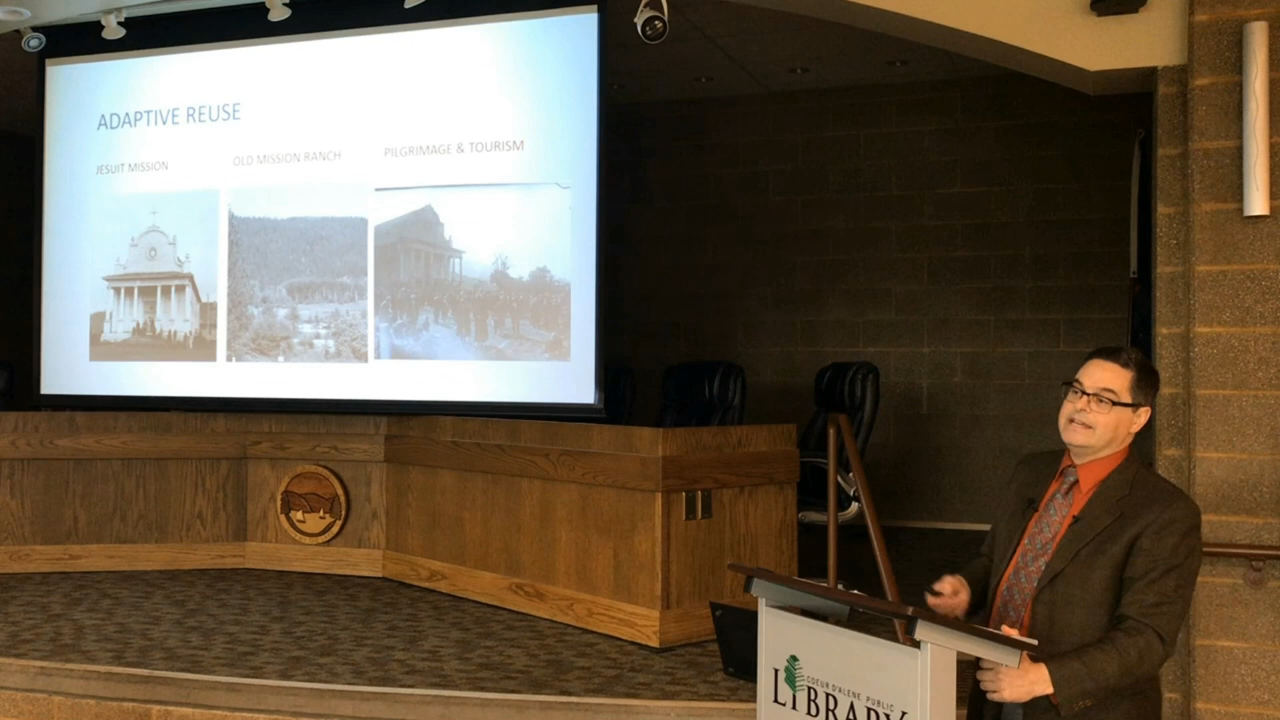 ADAPTIVE REUSE
JESUIT MISSION
OLD MISSION RANCH
PILGRIMAGE & TOURISM
COEUR D'ALENE PUBLIC
LIBRARY